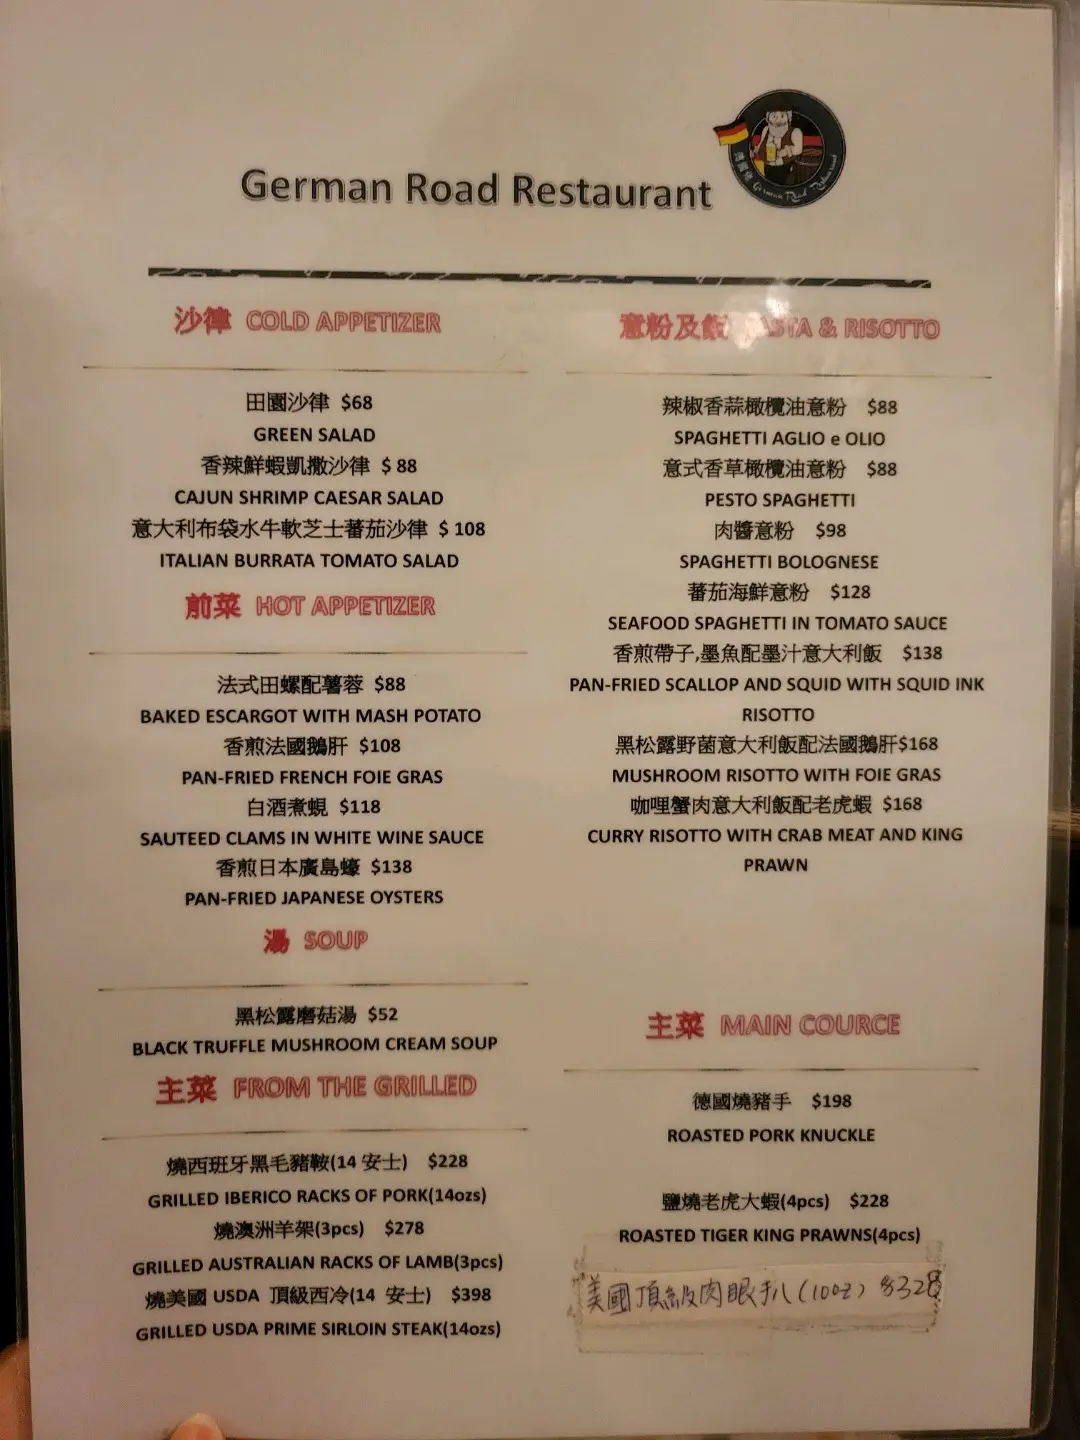 German Road Restaurant
German Road Restaurant
沙律 COLD APPETIZER
田園沙律 $68
GREEN SALAD
香辣鮮蝦凱撒沙律 $ 88
CAJUN SHRIMP CAESAR SALAD
意大利布袋水牛軟芝士蕃茄沙律 $ 108
ITALIAN BURRATA TOMATO SALAD
前菜 HOT APPETIZER
法式田螺配薯蓉 $88
BAKED ESCARGOT WITH MASH POTATO
香煎法國鵝肝 $108
PAN-FRIED FRENCH FOIE GRAS
白酒煮蜆 $118
SAUTEED CLAMS IN WHITE WINE SAUCE
香煎日本廣島蠔 $138
PAN-FRIED JAPANESE OYSTERS
湯 SOUP
黑松露磨菇湯 $52
BLACK TRUFFLE MUSHROOM CREAM SOUP
主菜 FROM THE GRILLED
燒西班牙黑毛豬鞍(14 安士) $228
GRILLED IBERICO RACKS OF PORK(14ozs)
燒澳洲羊架(3pcs) $278
GRILLED AUSTRALIAN RACKS OF LAMB(3pcs)
燒美國 USDA 頂級西冷(14 安士) $398
GRILLED USDA PRIME SIRLOIN STEAK(14ozs)
意粉及飯 & RISOTTO
辣椒香蒜橄欖油意粉 $88
SPAGHETTI AGLIO e OLIO
意式香草橄欖油意粉 $88
PESTO SPAGHETTI
肉醬意粉 $98
SPAGHETTI BOLOGNESE
蕃茄海鮮意粉 $128
SEAFOOD SPAGHETTI IN TOMATO SAUCE
香煎帶子,墨魚配墨汁意大利飯 $138
PAN-FRIED SCALLOP AND SQUID WITH SQUID INK
RISOTTO
黑松露野菌意大利飯配法國鵝肝$168
MUSHROOM RISOTTO WITH FOIE GRAS
咖哩蟹肉意大利飯配老虎蝦 $168
CURRY RISOTTO WITH CRAB MEAT AND KING
PRAWN
主菜 MAIN COURCE
德國燒豬手 $198
ROASTED PORK KNUCKLE
鹽燒老虎大蝦(4pcs) $228
ROASTED TIGER KING PRAWNS(4pcs)
美國頂級肉眼扒(10oz) $328